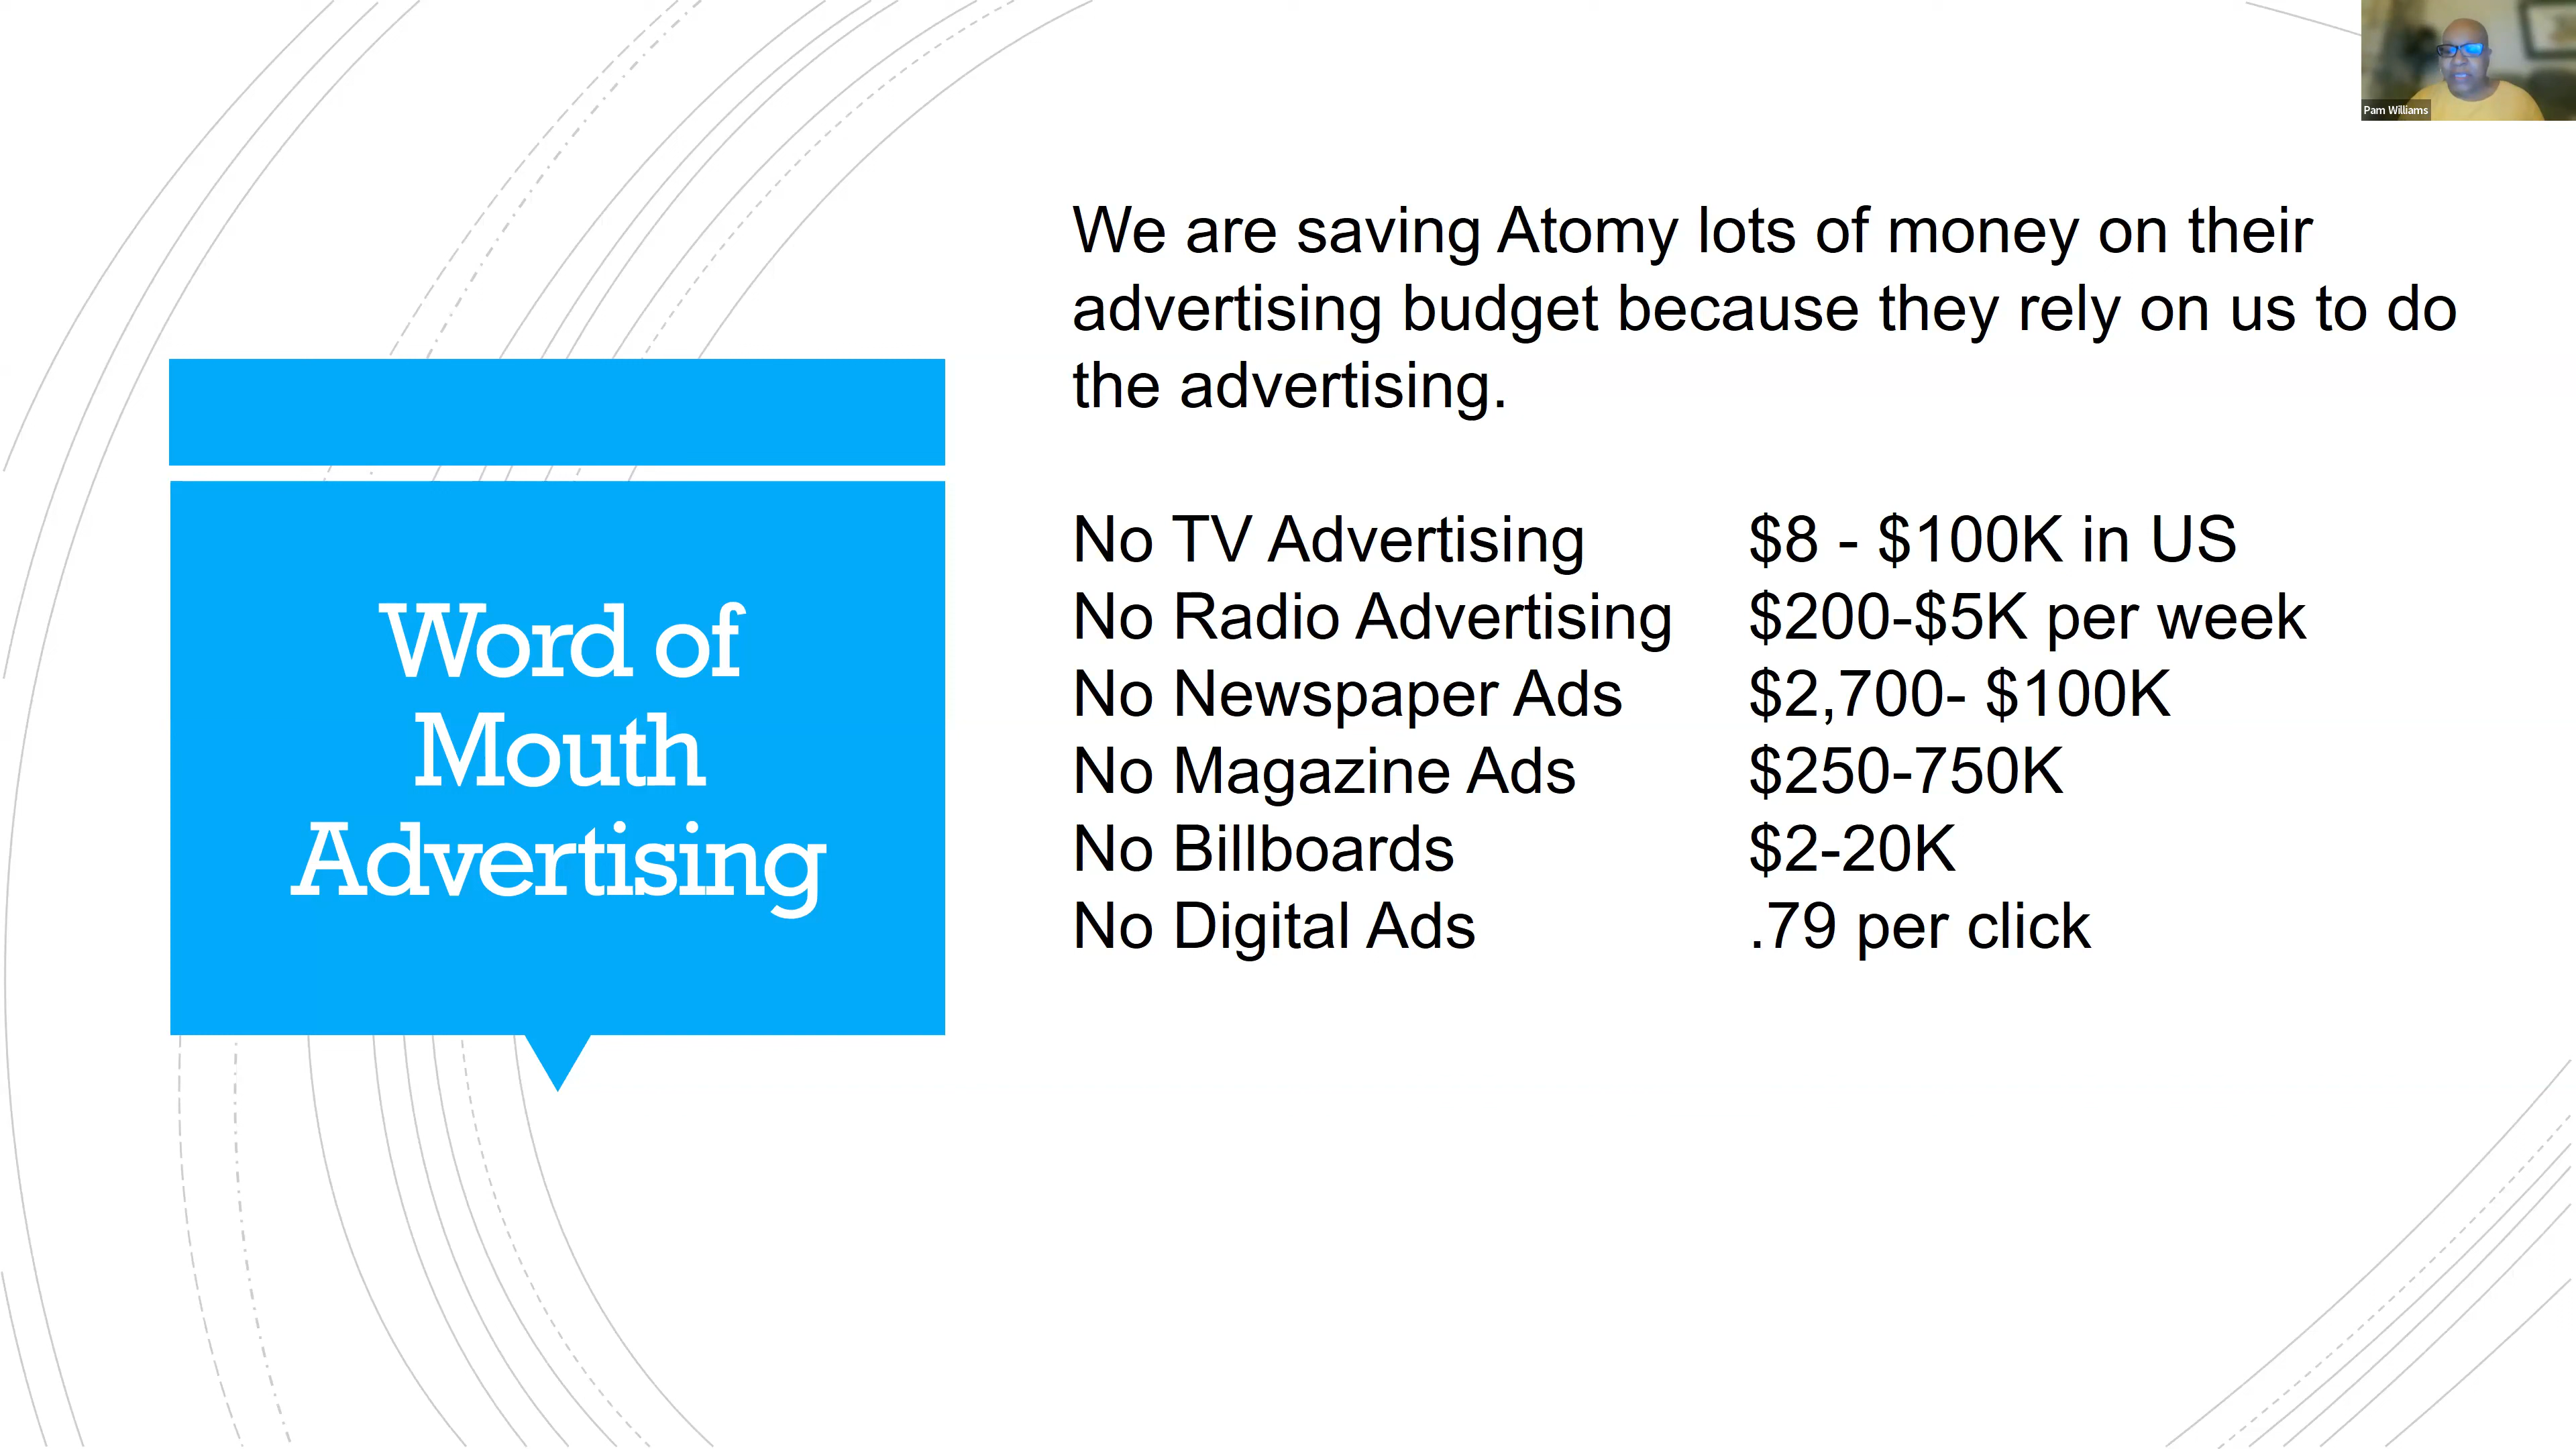 Pam Williams
We are saving Atomy lots of money on their
advertising budget because they rely on us to do
the advertising.
Word of
Mouth
Advertising
No TV Advertising $8 - $100K in US
No Radio Advertising $200-$5K per week
No Newspaper Ads $2,700- $100K
No Magazine Ads $250-750K
No Billboards $2-20K
No Digital Ads .79 per click